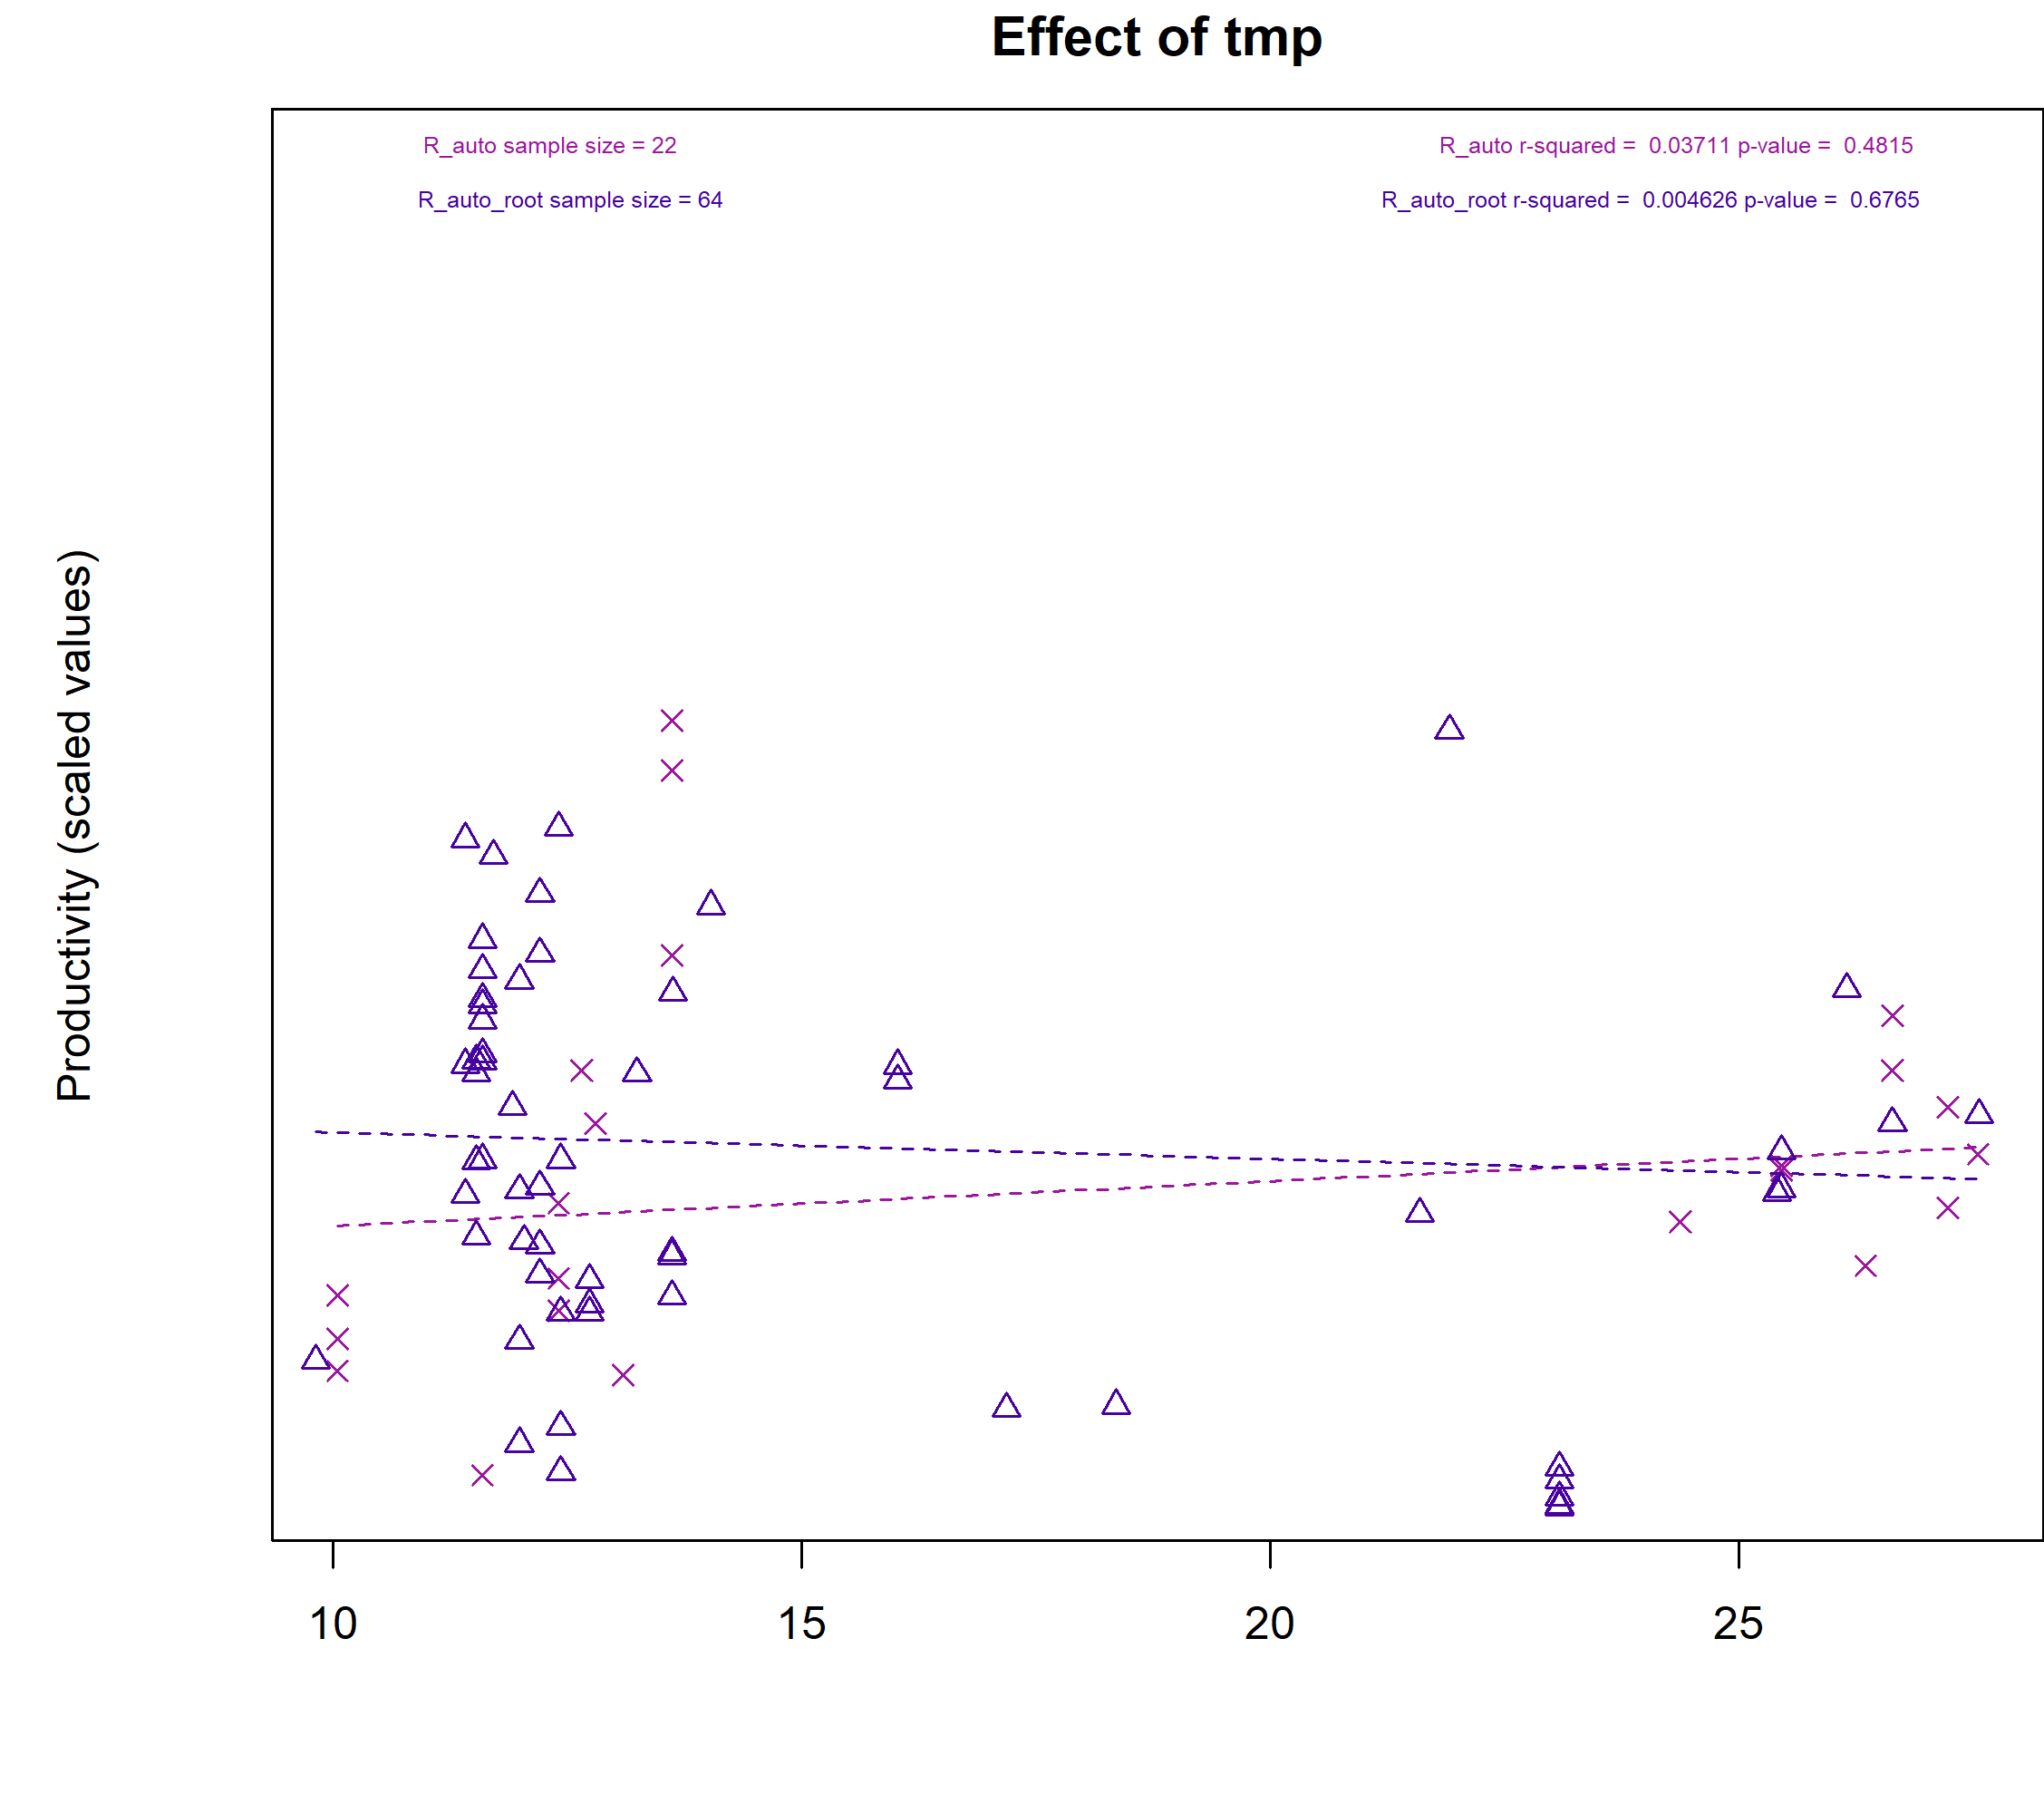 Effect of tmp
R_auto sample size = 22
R_auto r-squared =  0.03711 p-value =  0.4815
R_auto_root sample size = 64
R_auto_root r-squared =  0.004626 p-value =  0.6765
Productivity (scaled values)
10
15
20
25